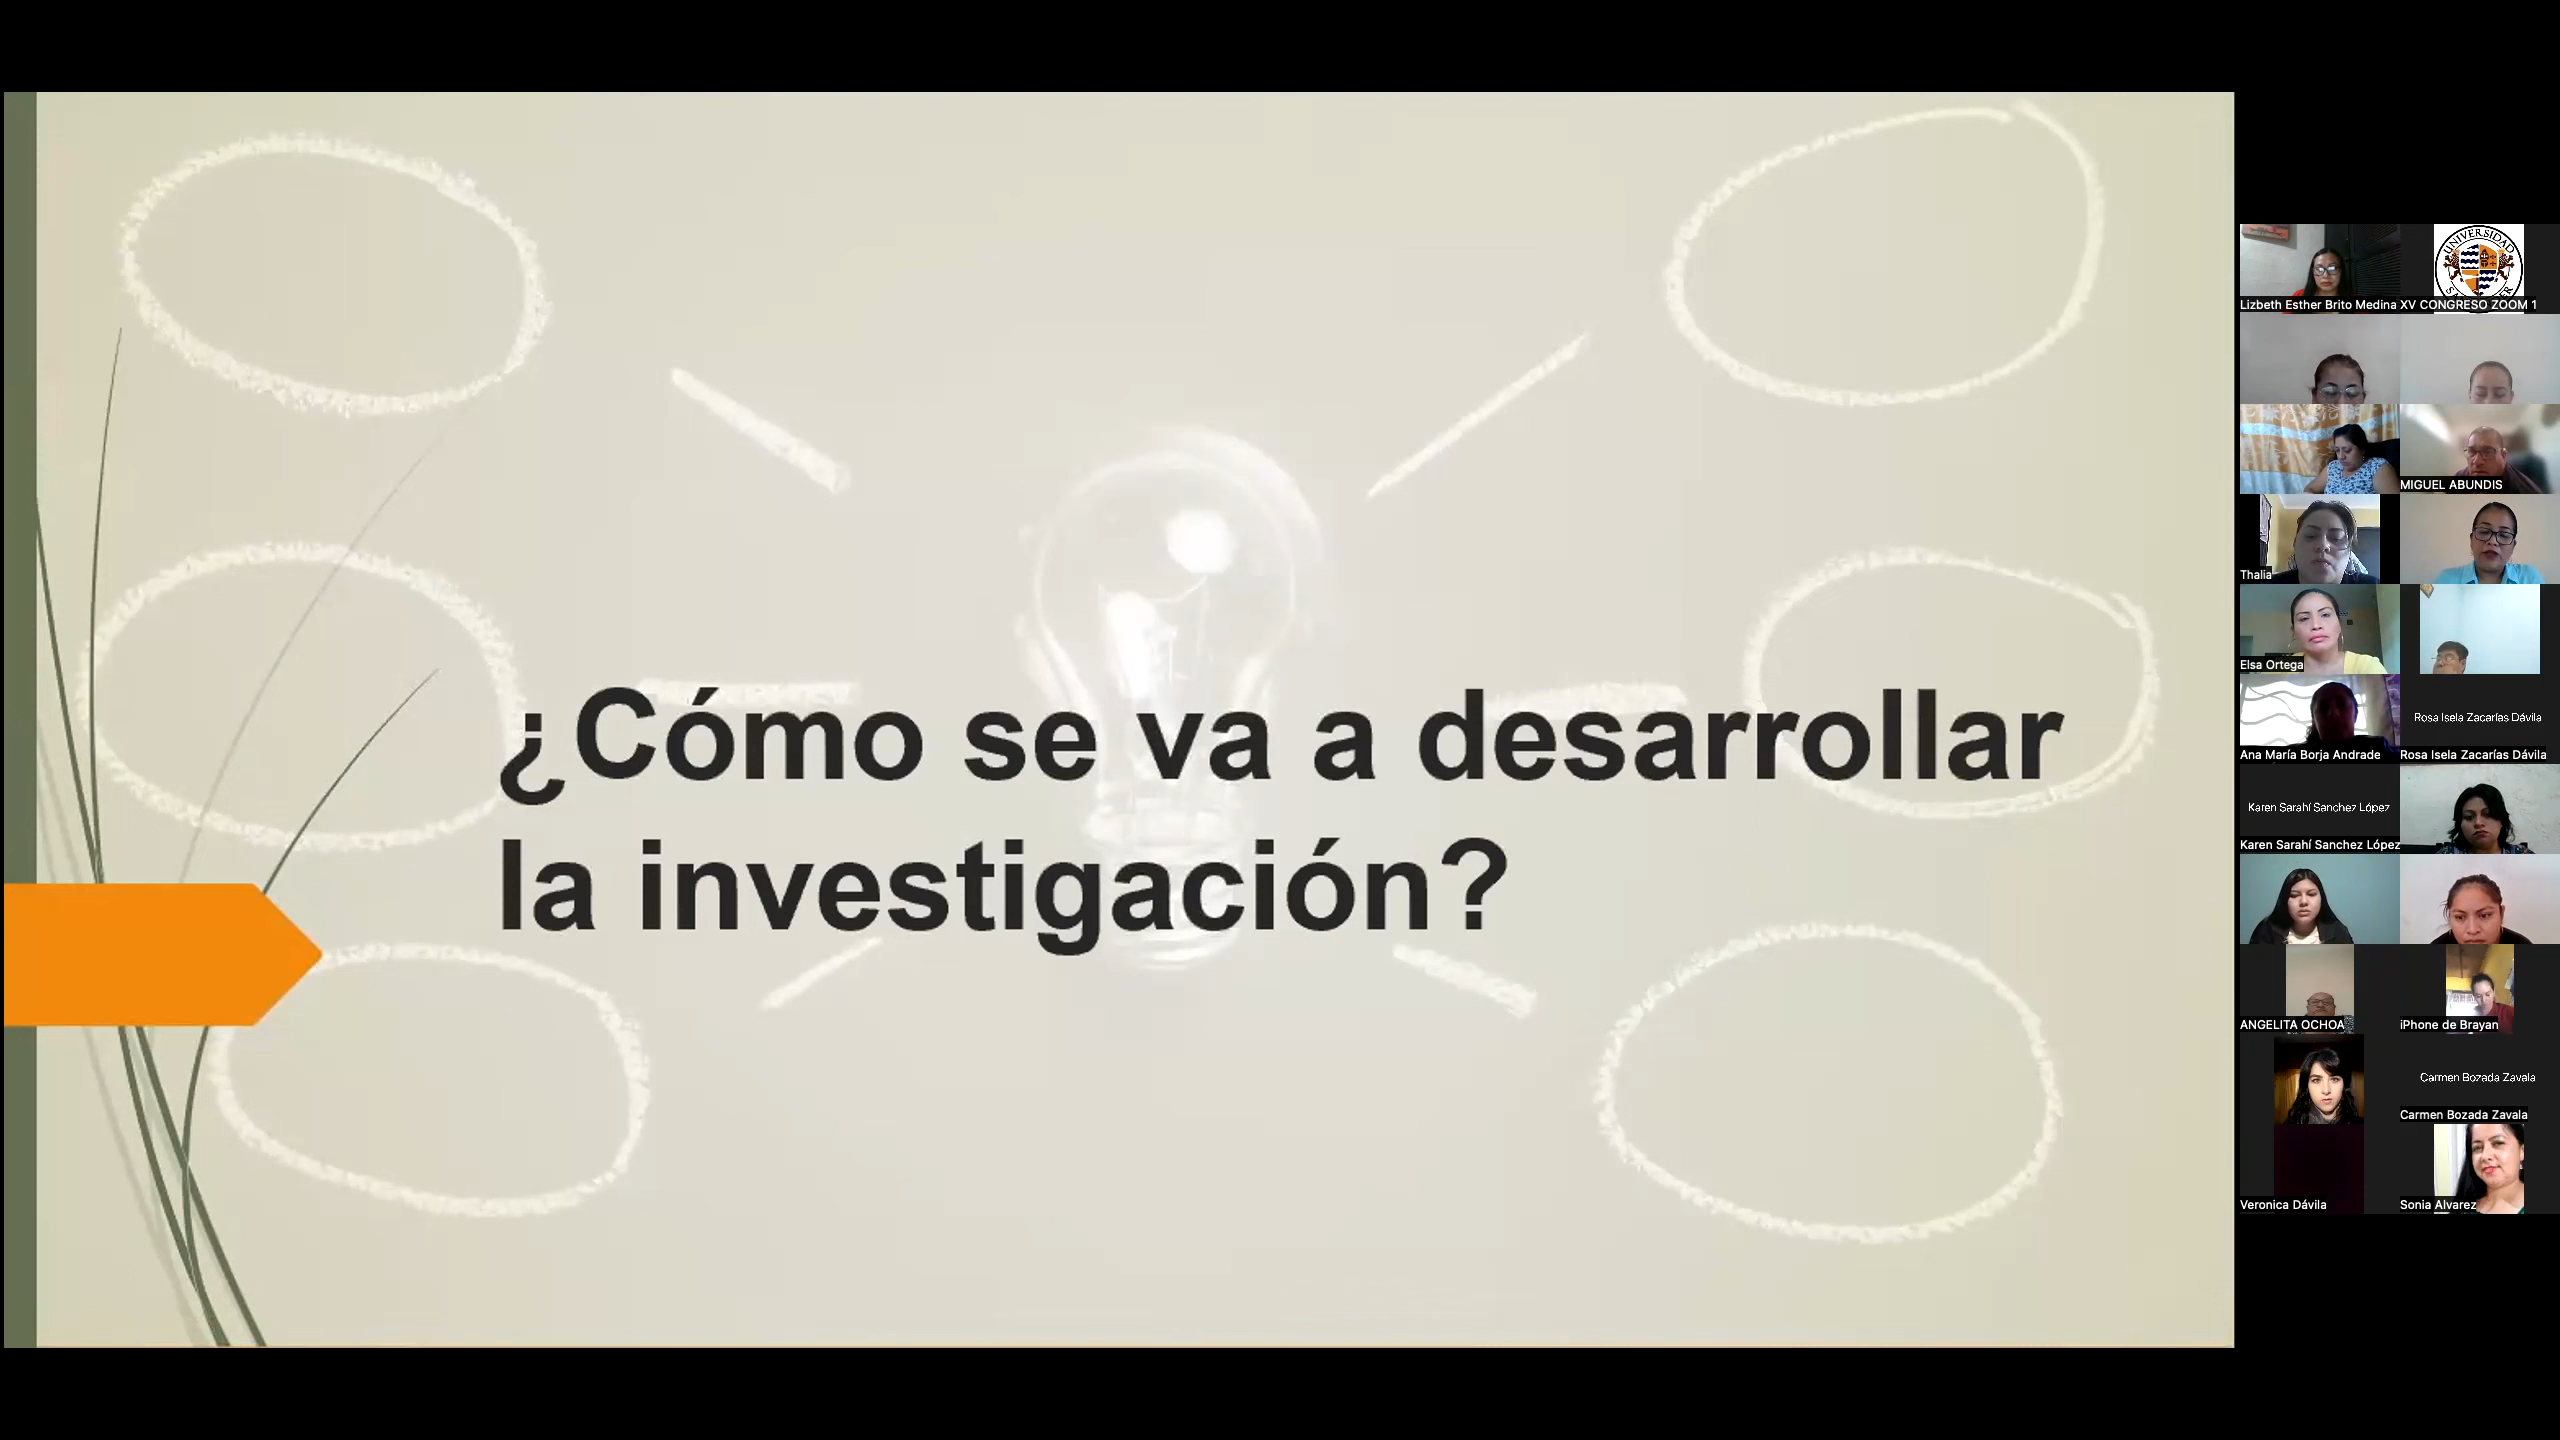 ¿Cómo se va a desarrollar
la investigación?
Lizbeth Esther Brito Medina
UNIVERSIDAD
XV CONGRESO ZOOM 1
MIGUEL ABUNDIS
Thalia
Elsa Ortega
Ana María Borja Andrade
Rosa Isela Zacarías Dávila
Rosa Isela Zacarías Dávila
Karen Sarahí Sanchez López
Karen Sarahí Sanchez López
ANGELITA OCHOA
iPhone de Brayan
Carmen Bozada Zavala
Carmen Bozada Zavala
Veronica Dávila
Sonia Alvarez